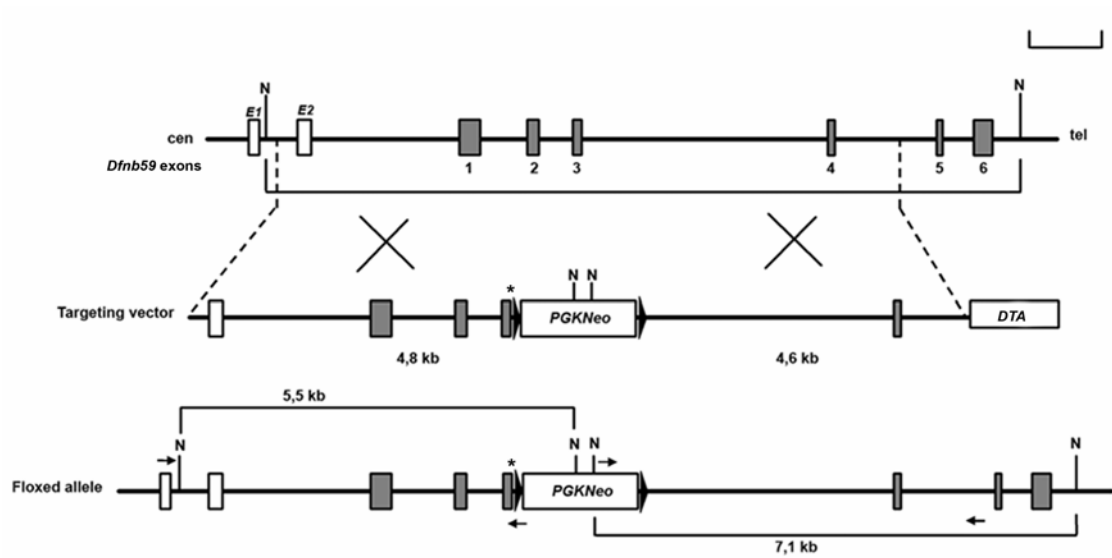 N N
E1 E2
cen tel
Dfnb59 exons 1 2 3 4 5 6
N N
*
Targeting vector PGKNeo DTA
4,8 kb 4,6 kb
5,5 kb
N N N N
*
Floxed allele PGKNeo
7,1 kb